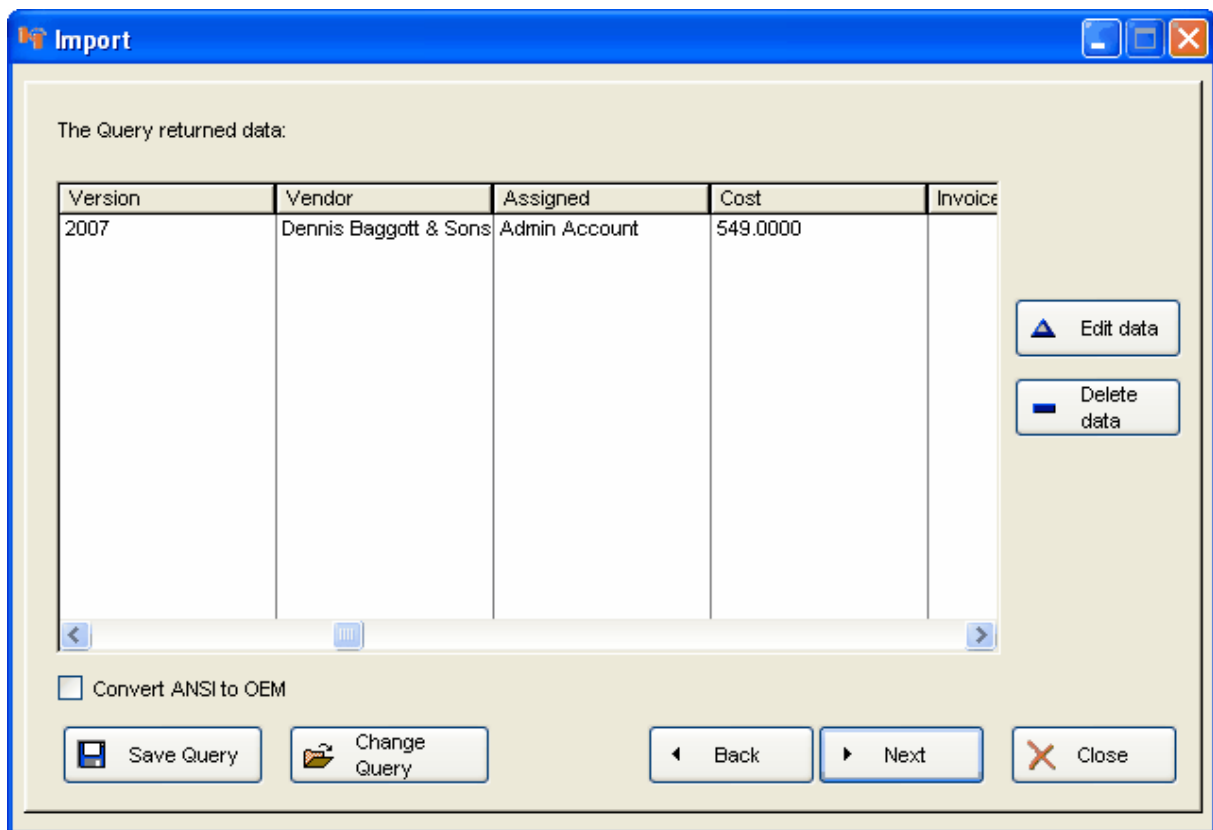 Import
The Query returned data:
Version Vendor Assigned Cost Invoice
2007 Dennis Baggott & Sons Admin Account 549.0000
Edit data
Delete
data
Convert ANSI to OEM
Save Query
Change
Query
Back
Next
Close